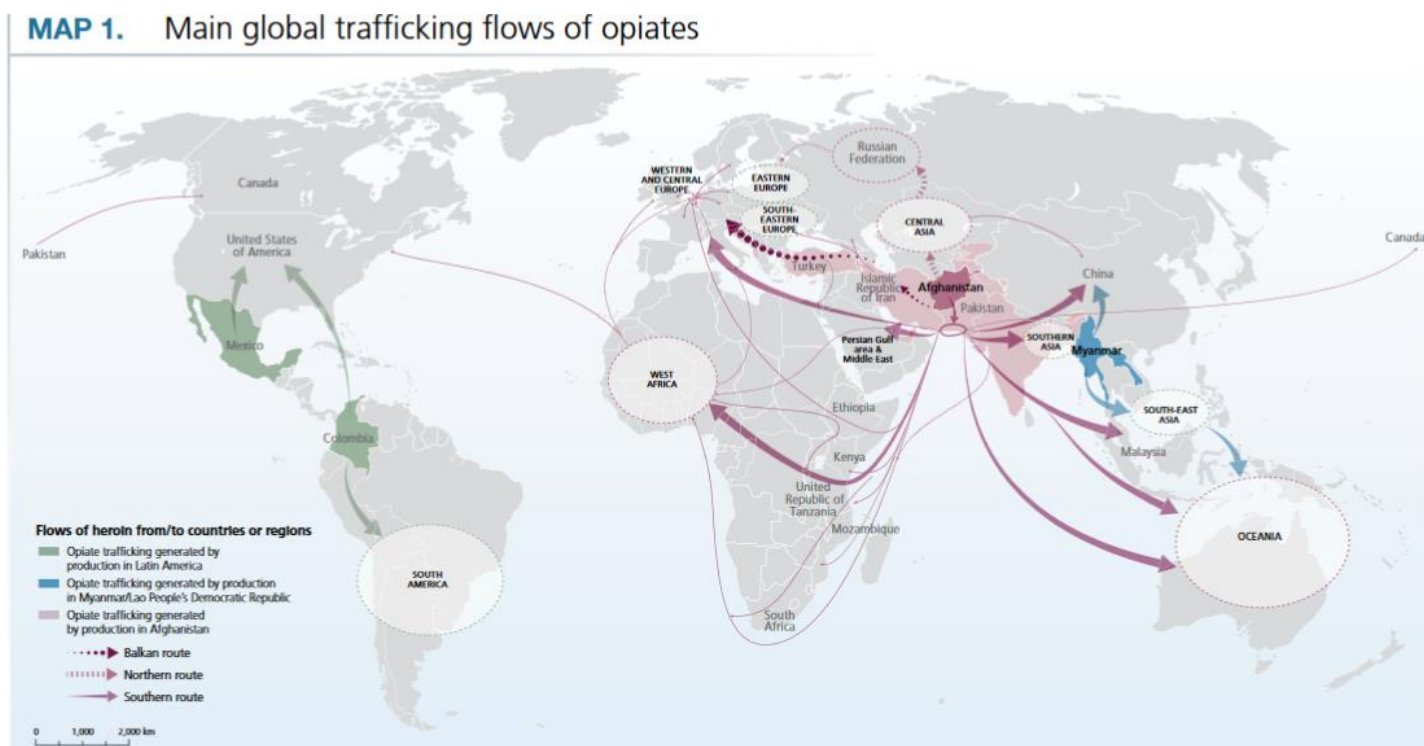 MAP 1. Main global trafficking flows of opiates
Russian
Federation
WESTERN
AND CENTRAL
EUROPE
EASTERN
EUROPE
Canada
SOUTH-
EASTERN
EUROPE
CENTRAL
ASIA
United States
of America
Pakistan
Canada
Turkey
Islamic
Republic
of Iran
Afghanistan
China
Pakistan
Mexico
Persian Gulf
area &
Middle East
SOUTHERN
ASIA
Myanmar
WEST
AFRICA
Ethiopia
SOUTH-EAST
ASIA
Colombia
Kenya
Malaysia
United
Republic of
Tanzania
Mozambique
OCEANIA
SOUTH
AMERICA
South
Africa
Flows of heroin from/to countries or regions
Opiate trafficking generated by
production in Latin America
Opiate trafficking generated by production
in Myanmar/Lao People's Democratic Republic
Opiate trafficking generated
by production in Afghanistan
Balkan route
Northern route
Southern route
0 1,000 2,000 km